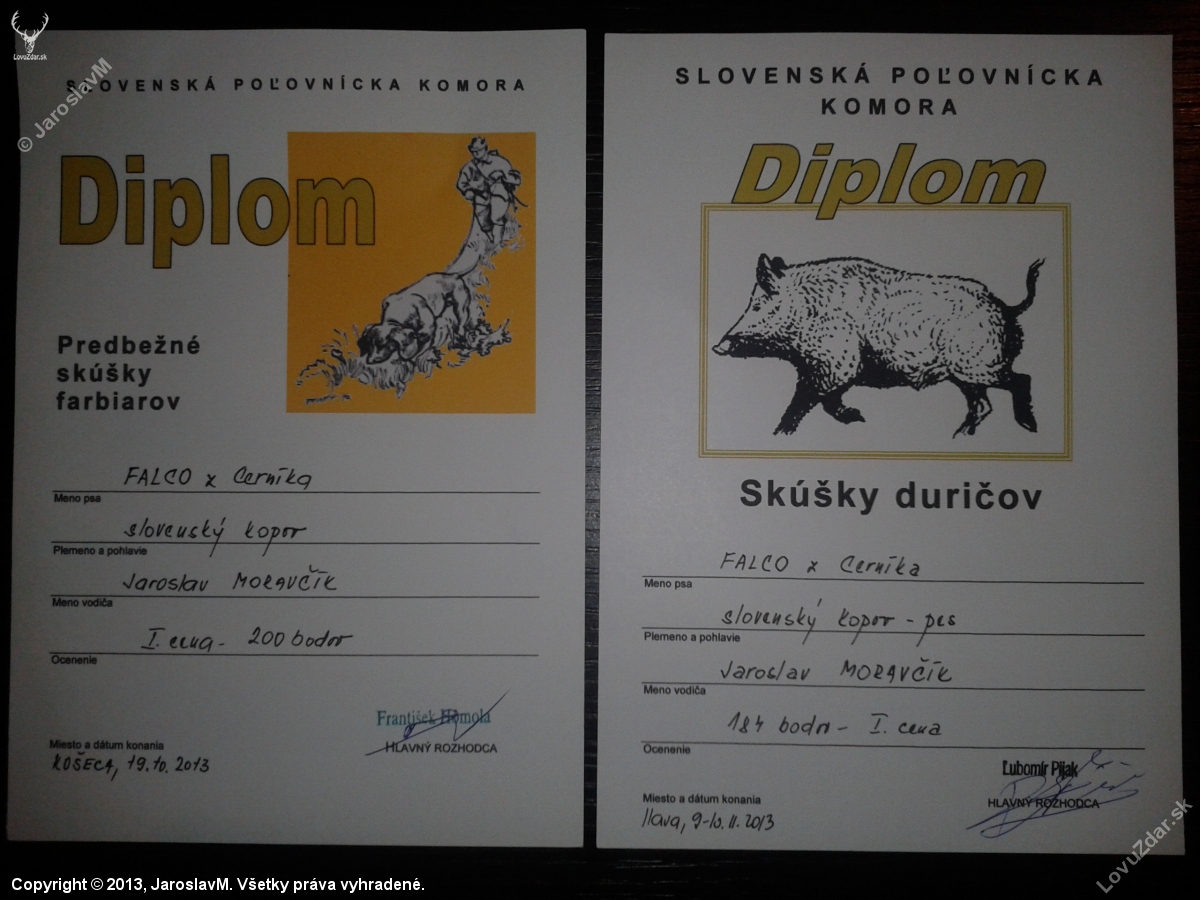 LovuZdar.sk
© JaroslavM
SLOVENSKÁ POĽOVNÍCKA KOMORA
Diplom
Predbežné
skúšky
farbiarov
FALCO x Cerníka
Meno psa
slovenský kopov
Plemeno a pohlavie
Jaroslav MORAVČÍK
Meno vodiča
I. cena - 200 bodov
Ocenenie
František Homola
HLAVNÝ ROZHODCA
Miesto a dátum konania
KOŠECA, 19.10.2013
SLOVENSKÁ POĽOVNÍCKA
KOMORA
Diplom
Skúšky duričov
FALCO x Cerníka
Meno psa
slovenský kopov - pes
Plemeno a pohlavie
Jaroslav MORAVČÍK
Meno vodiča
184 bodov - I. cena
Ocenenie
Ľubomír Pijak
HLAVNÝ ROZHODCA
Miesto a dátum konania
Ilava, 9-10.11.2013
LovuZdar.sk
Copyright © 2013, JaroslavM. Všetky práva vyhradené.